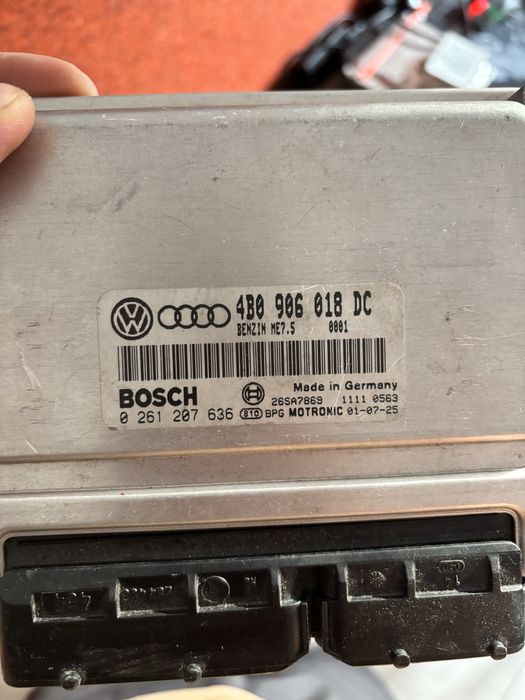 4B0 906 018 DC
BENZIN ME7.5 0001
Made in Germany
BOSCH 26SA7869 1111 0563
0 261 207 636 810 BPG MOTRONIC 01-07-25